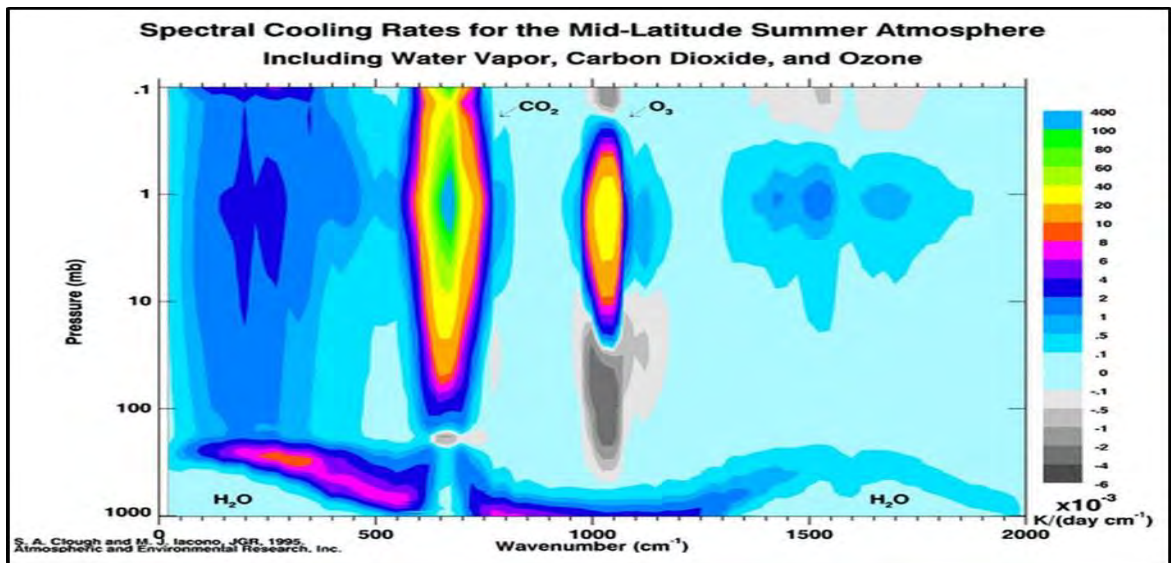 Spectral Cooling Rates for the Mid-Latitude Summer Atmosphere
Including Water Vapor, Carbon Dioxide, and Ozone
.1
1
10
100
1000
Pressure (mb)
CO₂
O₃
H₂O
H₂O
0
500
1000
1500
2000
Wavenumber (cm⁻¹)
400
100
80
60
40
20
10
8
6
4
2
1
.5
.1
0
-.1
-.5
-1
-2
-4
-6
x10⁻³
K/(day cm⁻¹)
S. A. Clough and M. J. Iacono, JGR, 1995.
Atmospheric and Environmental Research, Inc.